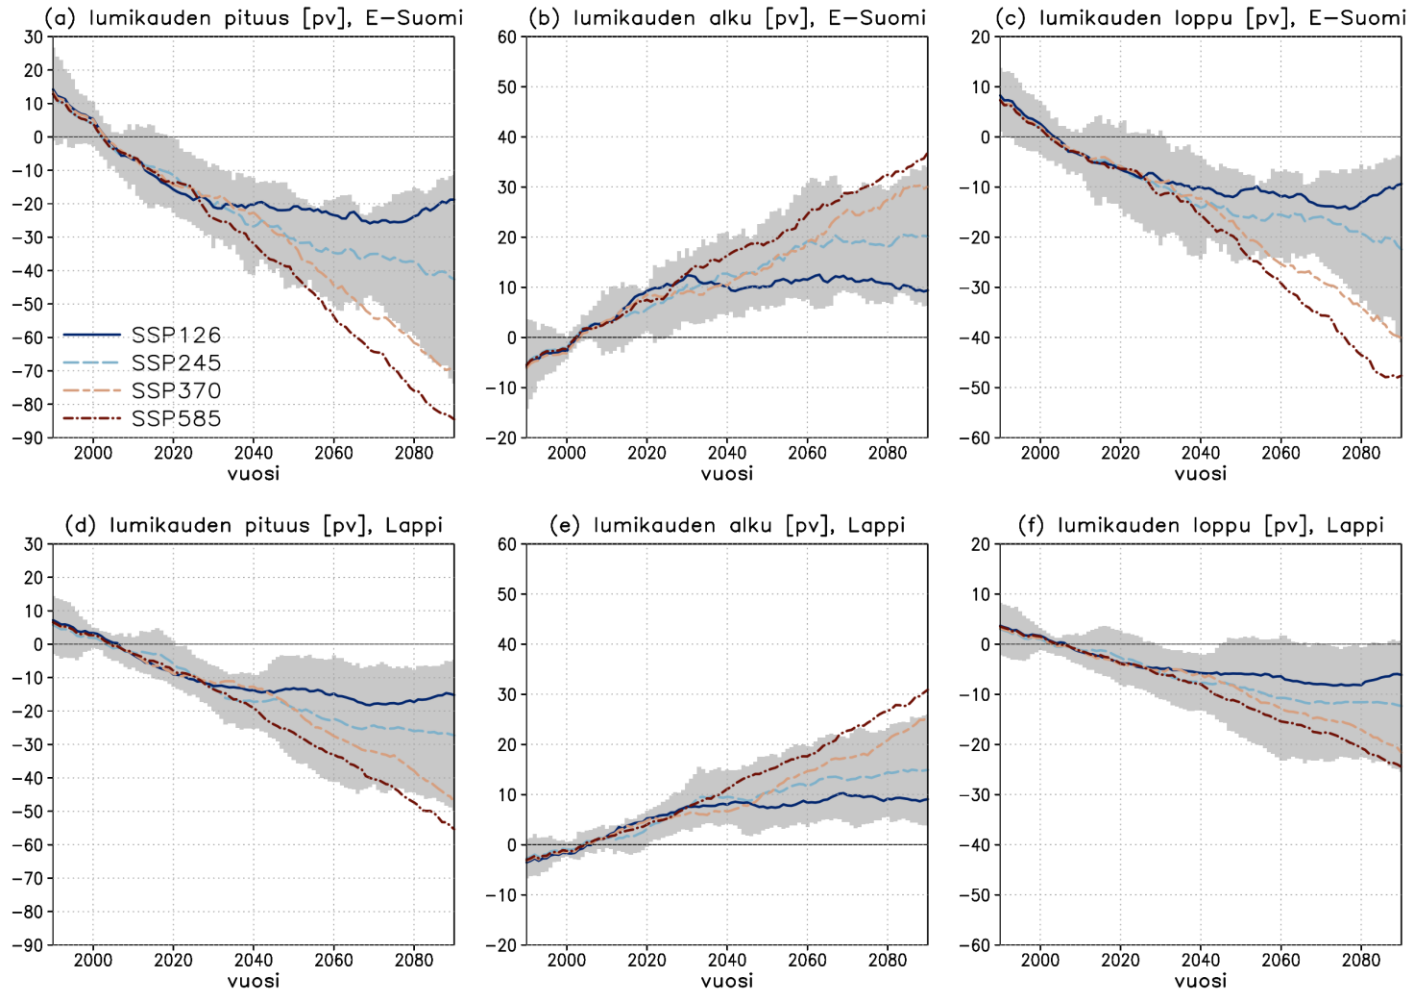 (a) lumikauden pituus [pv], E-Suomi
30
20
10
0
-10
-20
-30
-40
-50
-60
-70
-80
-90
SSP126
SSP245
SSP370
SSP585
2000 2020 2040 2060 2080
vuosi
(b) lumikauden alku [pv], E-Suomi
60
50
40
30
20
10
0
-10
-20
2000 2020 2040 2060 2080
vuosi
(c) lumikauden loppu [pv], E-Suomi
20
10
0
-10
-20
-30
-40
-50
-60
2000 2020 2040 2060 2080
vuosi
(d) lumikauden pituus [pv], Lappi
30
20
10
0
-10
-20
-30
-40
-50
-60
-70
-80
-90
2000 2020 2040 2060 2080
vuosi
(e) lumikauden alku [pv], Lappi
60
50
40
30
20
10
0
-10
-20
2000 2020 2040 2060 2080
vuosi
(f) lumikauden loppu [pv], Lappi
20
10
0
-10
-20
-30
-40
-50
-60
2000 2020 2040 2060 2080
vuosi